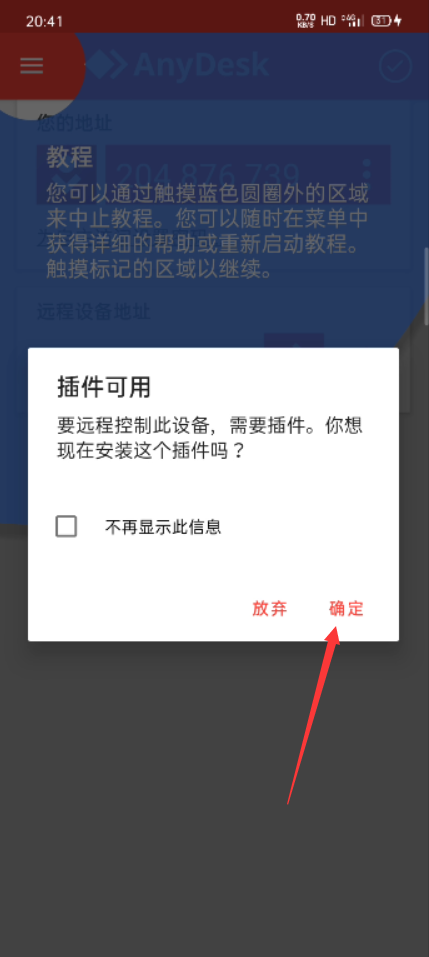 20:41
0.70 KB/S HD 4G 81
AnyDesk
您的地址
教程
204 876 739
您可以通过触摸蓝色圆圈外的区域
来中止教程。您可以随时在菜单中
获得详细的帮助或重新启动教程。
触摸标记的区域以继续。
远程设备地址
插件可用
要远程控制此设备，需要插件。你想
现在安装这个插件吗？
不再显示此信息
放弃
确定